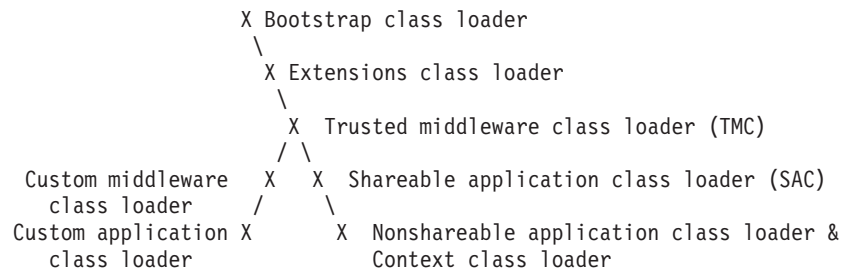 X Bootstrap class loader
\
X Extensions class loader
\
X Trusted middleware class loader (TMC)
/ \
Custom middleware X X Shareable application class loader (SAC)
class loader / \
Custom application X X Nonshareable application class loader &
class loader Context class loader